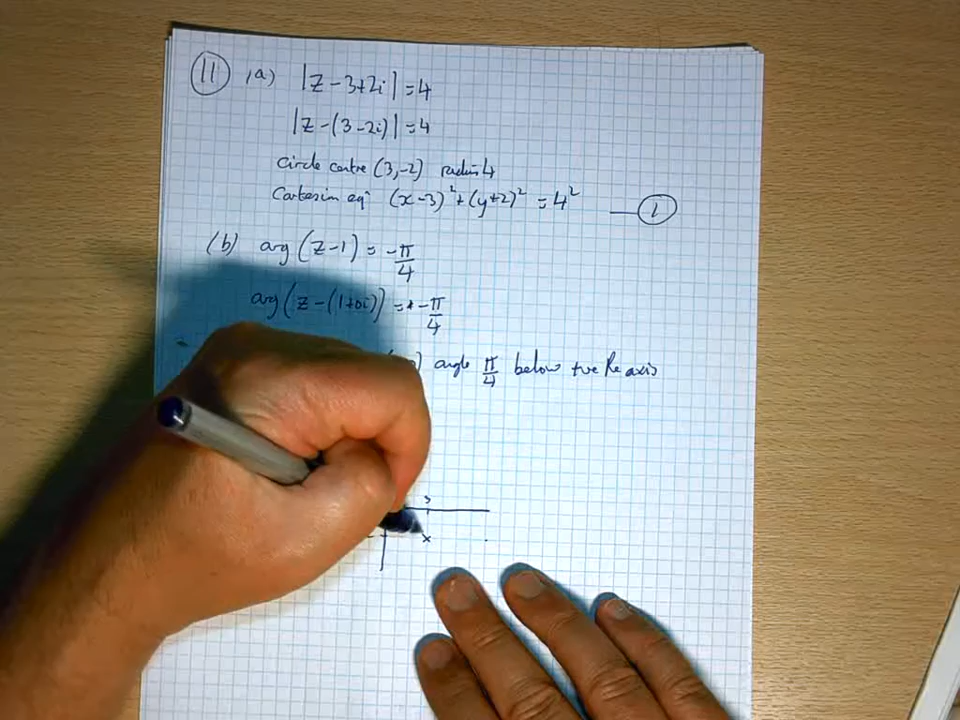 11 (a) |z-3+2i| = 4
|z-(3-2i)| = 4
circle centre (3,-2) radius 4
Cartesian eqn (x-3)²+(y+2)² = 4² — 1
(b) arg(z-1) = -π/4
arg(z-(1+0i)) = -π/4
angle π/4 below +ve Re axis
3
x